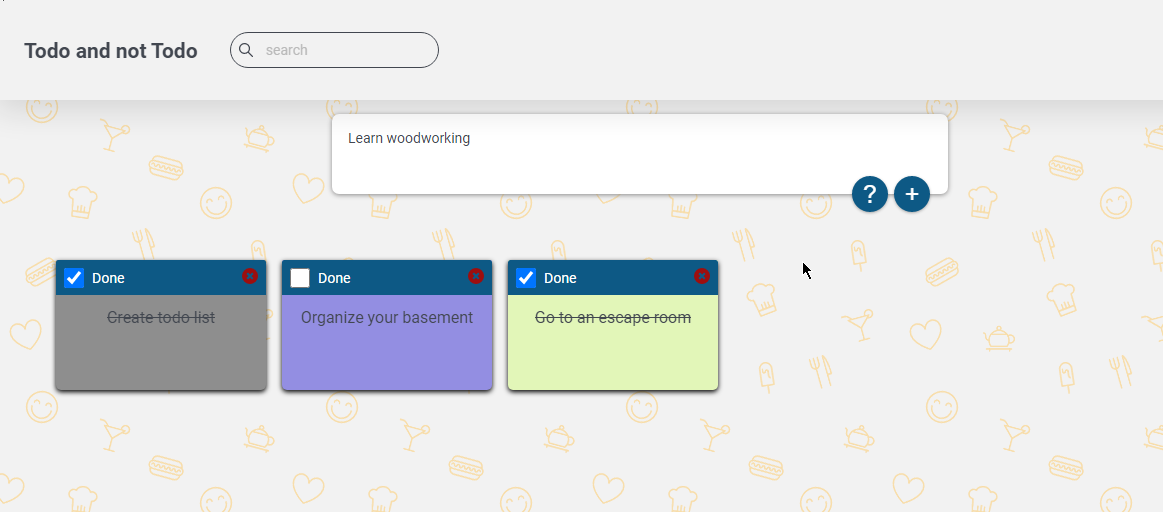 Todo and not Todo
search
Learn woodworking
? +
Done
Done
Done
Create todo list
Organize your basement
Go to an escape room